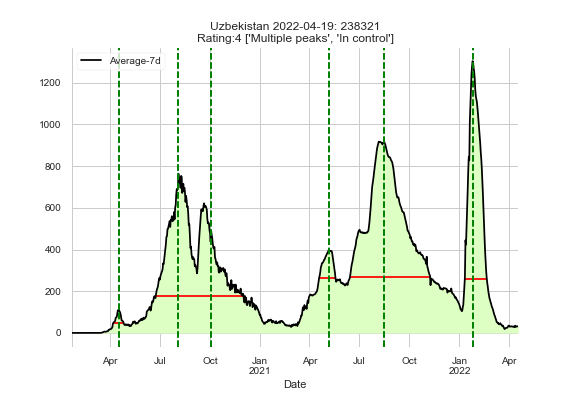 Uzbekistan 2022-04-19: 238321
Rating:4 ['Multiple peaks', 'In control']
Average-7d
1200
1000
800
600
400
200
0
Apr Jul Oct Jan Apr Jul Oct Jan Apr
2021 2022
Date